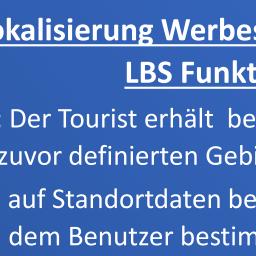 okalisierung Werbes
LBS Funkt
: Der Tourist erhält be
zuvor definierten Gebi
auf Standortdaten be
dem Benutzer bestim